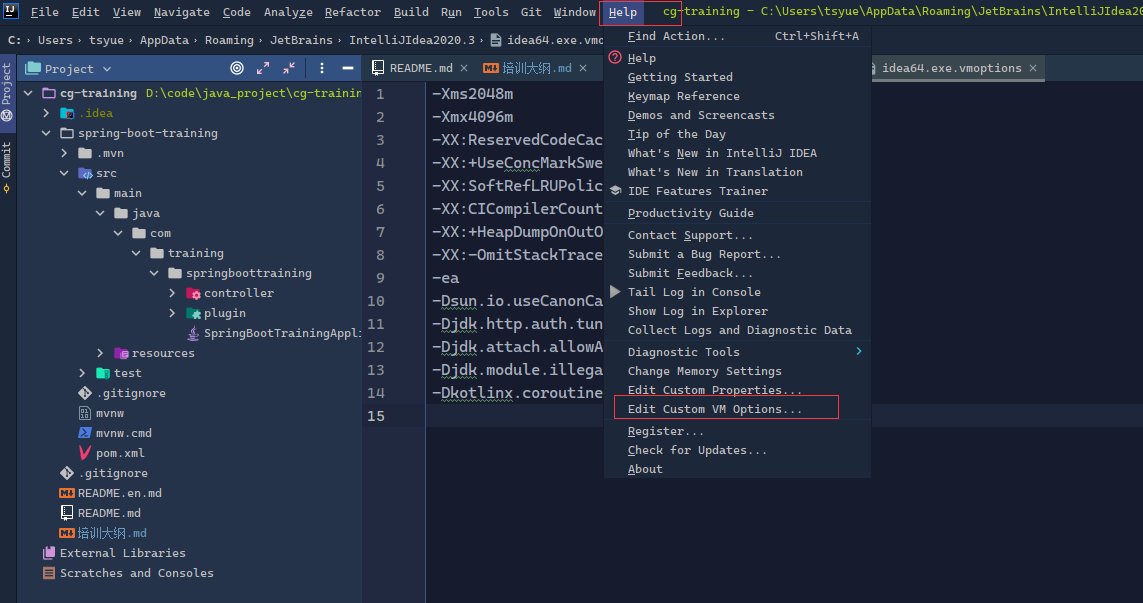 IJ File Edit View Navigate Code Analyze Refactor Build Run Tools Git Window Help cg-training - C:\Users\tsyue\AppData\Roaming\JetBrains\IntelliJIdea2020
C: › Users › tsyue › AppData › Roaming › JetBrains › IntelliJIdea2020.3 › idea64.exe.vmo
Project
Commit
Project
cg-training D:\code\java_project\cg-trainin
.idea
spring-boot-training
.mvn
src
main
java
com
training
springboottraining
controller
plugin
SpringBootTrainingAppli
resources
test
.gitignore
mvnw
mvnw.cmd
pom.xml
.gitignore
README.en.md
README.md
培训大纲.md
External Libraries
Scratches and Consoles
README.md × 培训大纲.md × idea64.exe.vmoptions ×
1 -Xms2048m
2 -Xmx4096m
3 -XX:ReservedCodeCac
4 -XX:+UseConcMarkSwe
5 -XX:SoftRefLRUPolic
6 -XX:CICompilerCount
7 -XX:+HeapDumpOnOutO
8 -XX:-OmitStackTrace
9 -ea
10 -Dsun.io.useCanonCa
11 -Djdk.http.auth.tun
12 -Djdk.attach.allowA
13 -Djdk.module.illega
14 -Dkotlinx.coroutine
15
Find Action... Ctrl+Shift+A
Help
Getting Started
Keymap Reference
Demos and Screencasts
Tip of the Day
What's New in IntelliJ IDEA
What's New in Translation
IDE Features Trainer
Productivity Guide
Contact Support...
Submit a Bug Report...
Submit Feedback...
Tail Log in Console
Show Log in Explorer
Collect Logs and Diagnostic Data
Diagnostic Tools
Change Memory Settings
Edit Custom Properties...
Edit Custom VM Options...
Register...
Check for Updates...
About